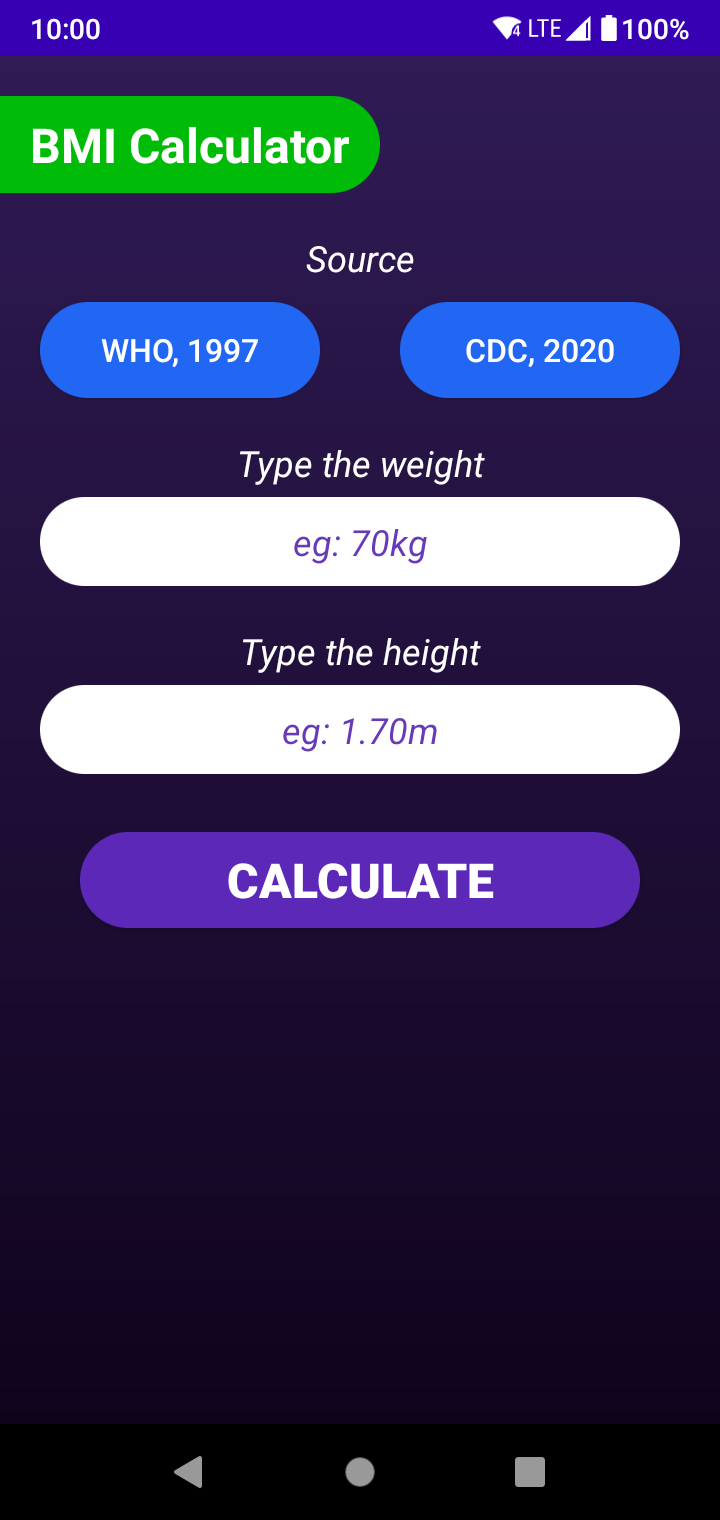 10:00
LTE 100%
BMI Calculator
Source
WHO, 1997
CDC, 2020
Type the weight
eg: 70kg
Type the height
eg: 1.70m
CALCULATE